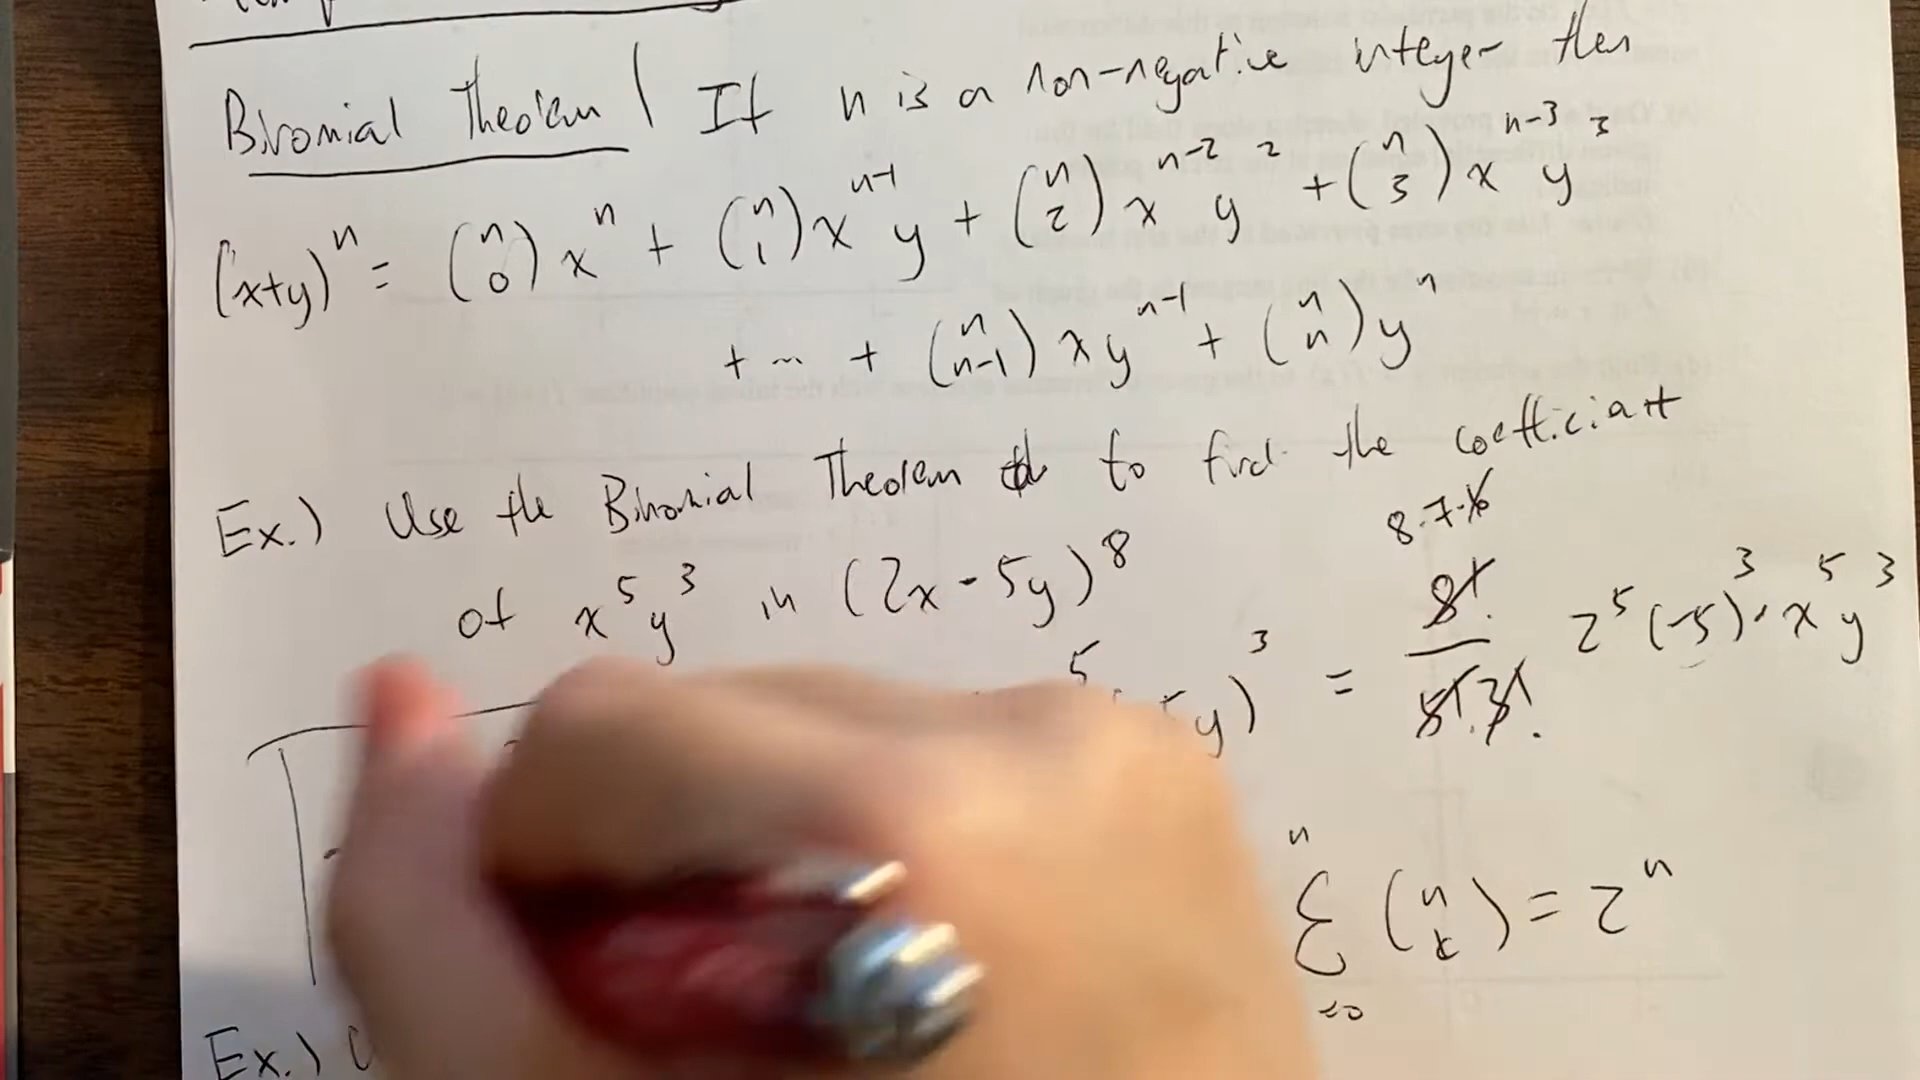 Binomial Theorem | If n is a non-negative integer then
(x+y)^n = (n 0) x^n + (n 1) x^{n-1} y + (n 2) x^{n-2} y^2 + (n 3) x^{n-3} y^3
+ ... + (n n-1) x y^{n-1} + (n n) y^n
Ex.) Use the Binomial Theorem to find the coefficient
of x^5 y^3 in (2x - 5y)^8
8·7·6
5 5y)^3 = 8!/5!3! 2^5 (-5)^3 · x^5 y^3
n ∑ =0 (n k) = 2^n
Ex.)